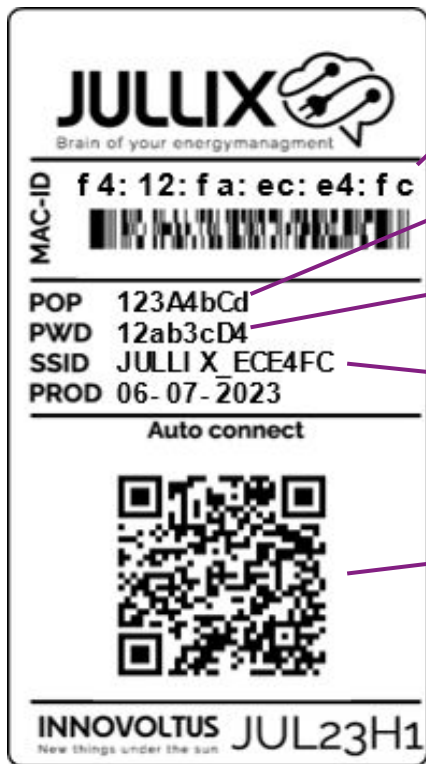 JULLIX
Brain of your energymanagment
MAC-ID
f4:12:fa:ec:e4:fc
POP 123A4bCd
PWD 12ab3cD4
SSID JULLIX_ECE4FC
PROD 06-07-2023
Auto connect
INNOVOLTUS JUL23H1
New things under the sun